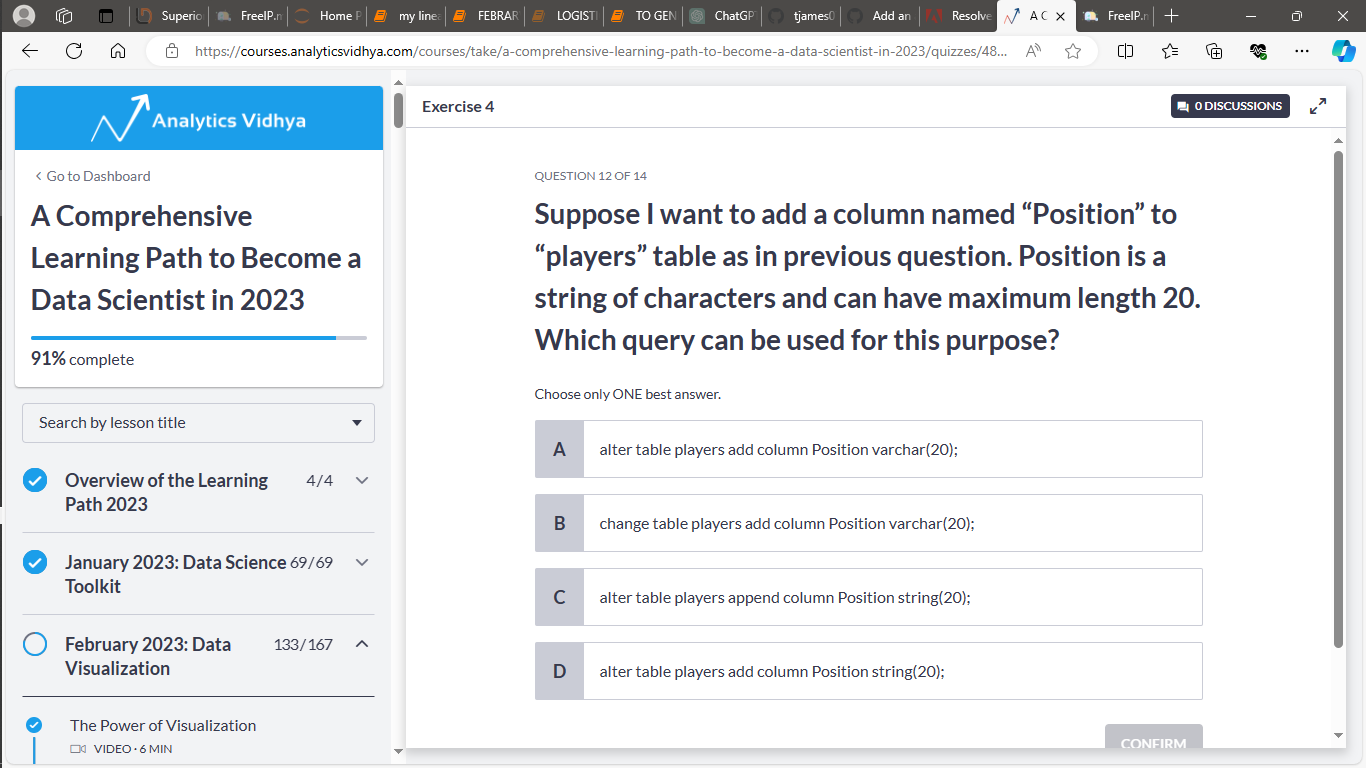 Superio
FreeIP.n
Home P
my linea
FEBRAR
LOGISTI
TO GEN
ChatGP
tjames0
Add an
Resolve
A C
FreeIP.n
https://courses.analyticsvidhya.com/courses/take/a-comprehensive-learning-path-to-become-a-data-scientist-in-2023/quizzes/48...
Analytics Vidhya
Go to Dashboard
A Comprehensive
Learning Path to Become a
Data Scientist in 2023
91% complete
Search by lesson title
Overview of the Learning 4/4
Path 2023
January 2023: Data Science 69/69
Toolkit
February 2023: Data 133/167
Visualization
The Power of Visualization
VIDEO · 6 MIN
Exercise 4
0 DISCUSSIONS
QUESTION 12 OF 14
Suppose I want to add a column named “Position” to
“players” table as in previous question. Position is a
string of characters and can have maximum length 20.
Which query can be used for this purpose?
Choose only ONE best answer.
A alter table players add column Position varchar(20);
B change table players add column Position varchar(20);
C alter table players append column Position string(20);
D alter table players add column Position string(20);
CONFIRM